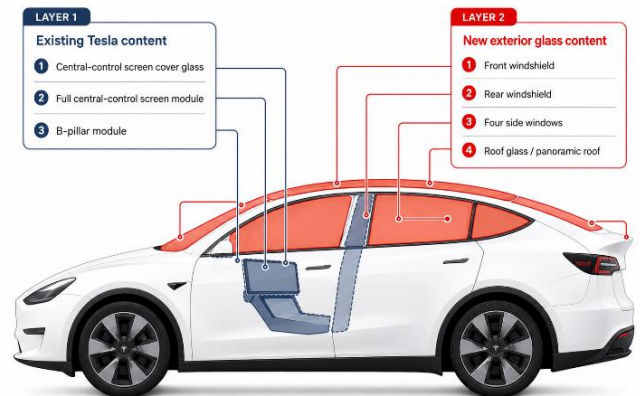 LAYER 1
Existing Tesla content
1 Central-control screen cover glass
2 Full central-control screen module
3 B-pillar module
LAYER 2
New exterior glass content
1 Front windshield
2 Rear windshield
3 Four side windows
4 Roof glass / panoramic roof